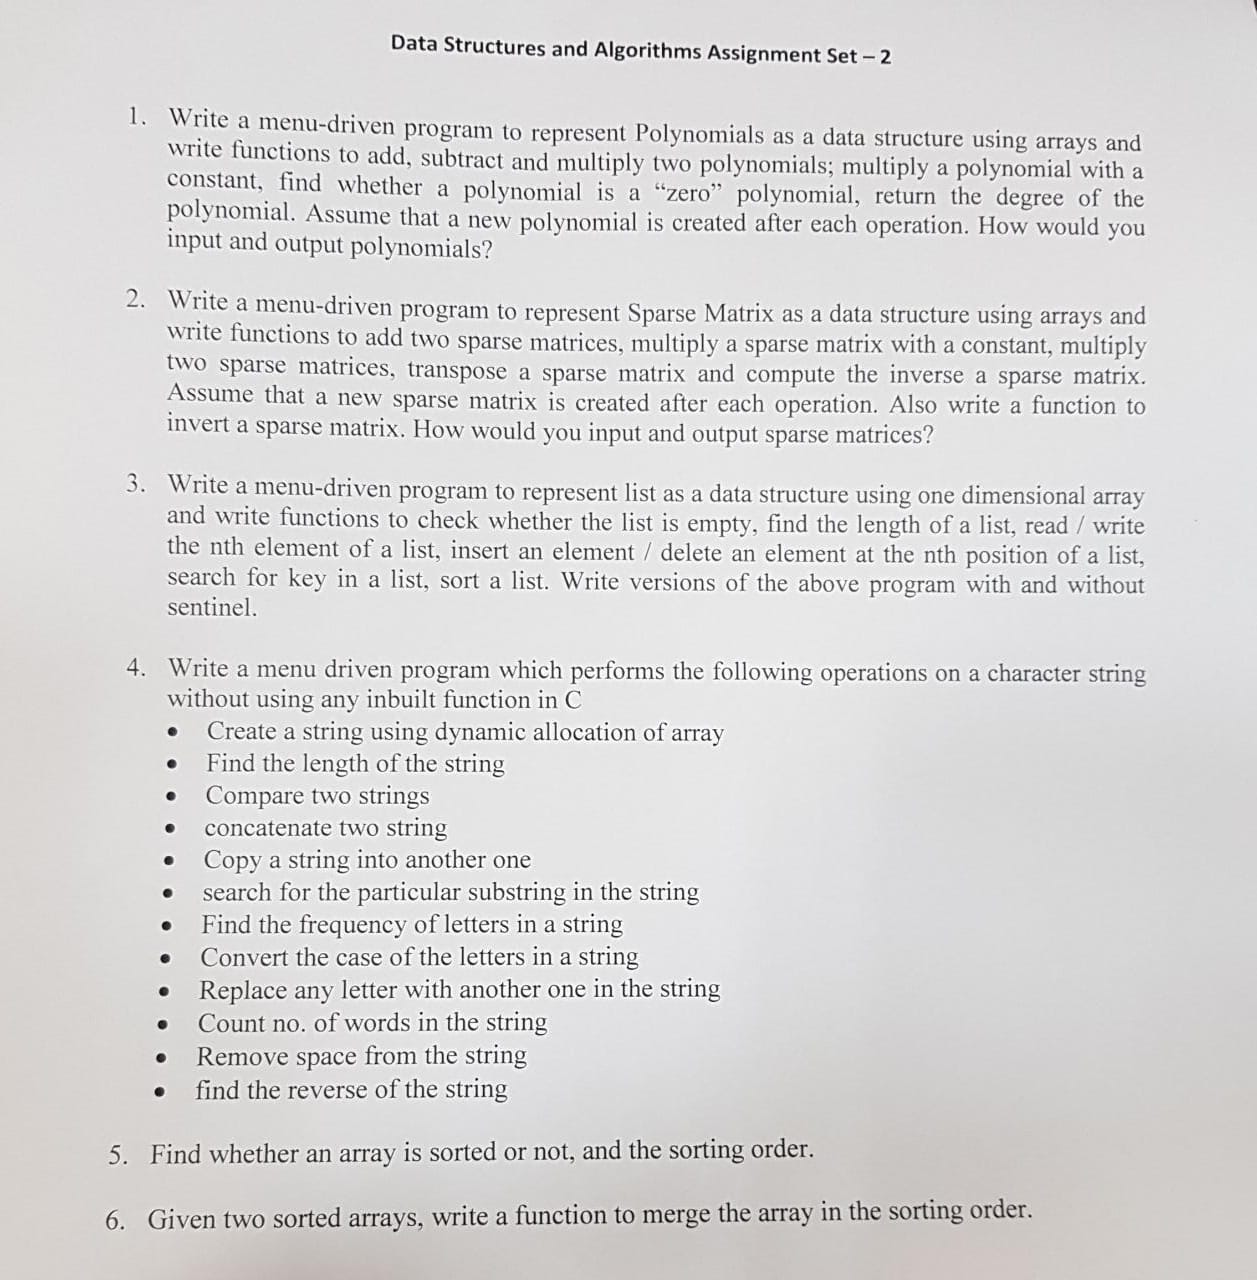 Data Structures and Algorithms Assignment Set – 2
1. Write a menu-driven program to represent Polynomials as a data structure using arrays and
write functions to add, subtract and multiply two polynomials; multiply a polynomial with a
constant, find whether a polynomial is a “zero” polynomial, return the degree of the
polynomial. Assume that a new polynomial is created after each operation. How would you
input and output polynomials?
2. Write a menu-driven program to represent Sparse Matrix as a data structure using arrays and
write functions to add two sparse matrices, multiply a sparse matrix with a constant, multiply
two sparse matrices, transpose a sparse matrix and compute the inverse a sparse matrix.
Assume that a new sparse matrix is created after each operation. Also write a function to
invert a sparse matrix. How would you input and output sparse matrices?
3. Write a menu-driven program to represent list as a data structure using one dimensional array
and write functions to check whether the list is empty, find the length of a list, read / write
the nth element of a list, insert an element / delete an element at the nth position of a list,
search for key in a list, sort a list. Write versions of the above program with and without
sentinel.
4. Write a menu driven program which performs the following operations on a character string
without using any inbuilt function in C
• Create a string using dynamic allocation of array
• Find the length of the string
• Compare two strings
• concatenate two string
• Copy a string into another one
• search for the particular substring in the string
• Find the frequency of letters in a string
• Convert the case of the letters in a string
• Replace any letter with another one in the string
• Count no. of words in the string
• Remove space from the string
• find the reverse of the string
5. Find whether an array is sorted or not, and the sorting order.
6. Given two sorted arrays, write a function to merge the array in the sorting order.